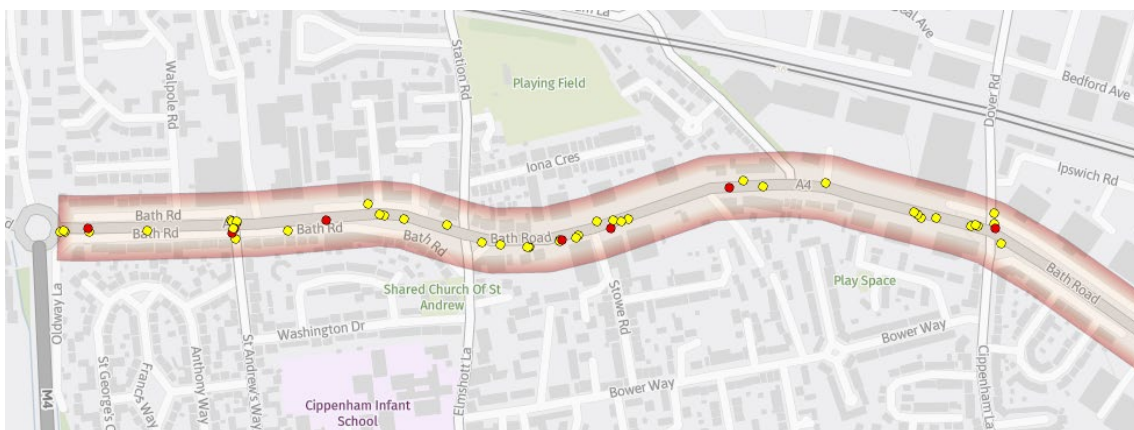 Station Rd
Walpole Rd
Playing Field
Bedford Ave
Dover Rd
Iona Cres
Ipswich Rd
A4
Bath Rd
Bath Rd
Bath Rd
Bath Rd
Bath Road
Bath Road
Oldway La
Shared Church Of St
Andrew
Play Space
Stowe Rd
Washington Dr
Bower Way
St Andrew's Way
Anthony Way
Francs Way
St George's C
Elmshott La
Bower Way
Cippenham La
M4
Cippenham Infant
School